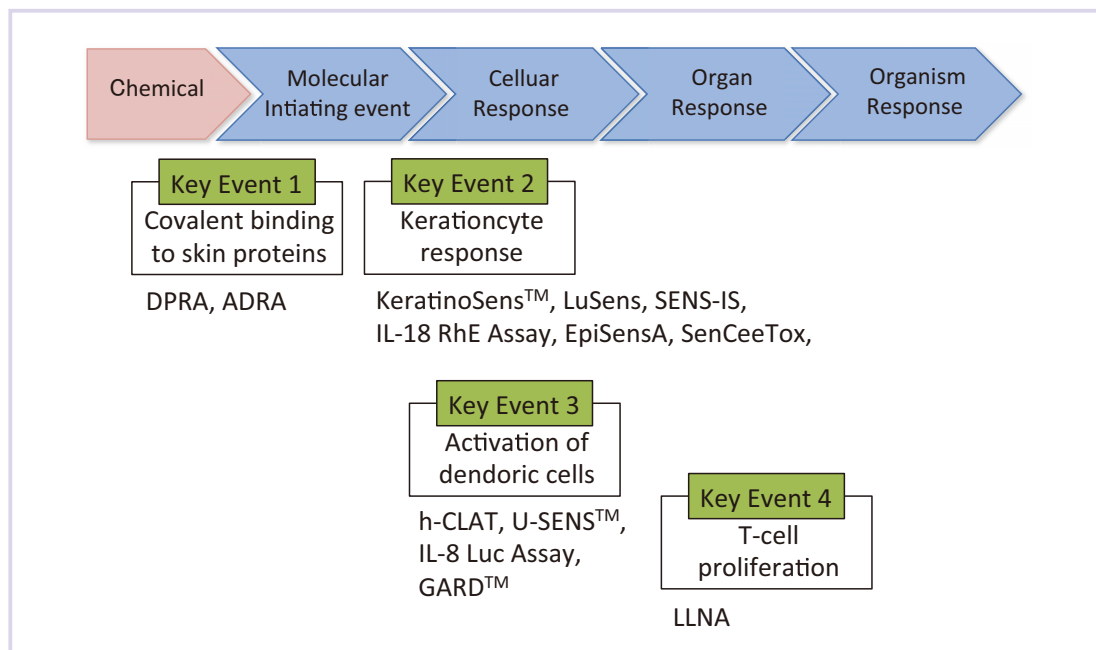 Chemical
Molecular
Intiating event
Celluar
Response
Organ
Response
Organism
Response
Key Event 1
Covalent binding
to skin proteins
DPRA, ADRA
Key Event 2
Kerationcyte
response
KeratinoSens™, LuSens, SENS-IS,
IL-18 RhE Assay, EpiSensA, SenCeeTox,
Key Event 3
Activation of
dendoric cells
h-CLAT, U-SENS™,
IL-8 Luc Assay,
GARD™
Key Event 4
T-cell
proliferation
LLNA